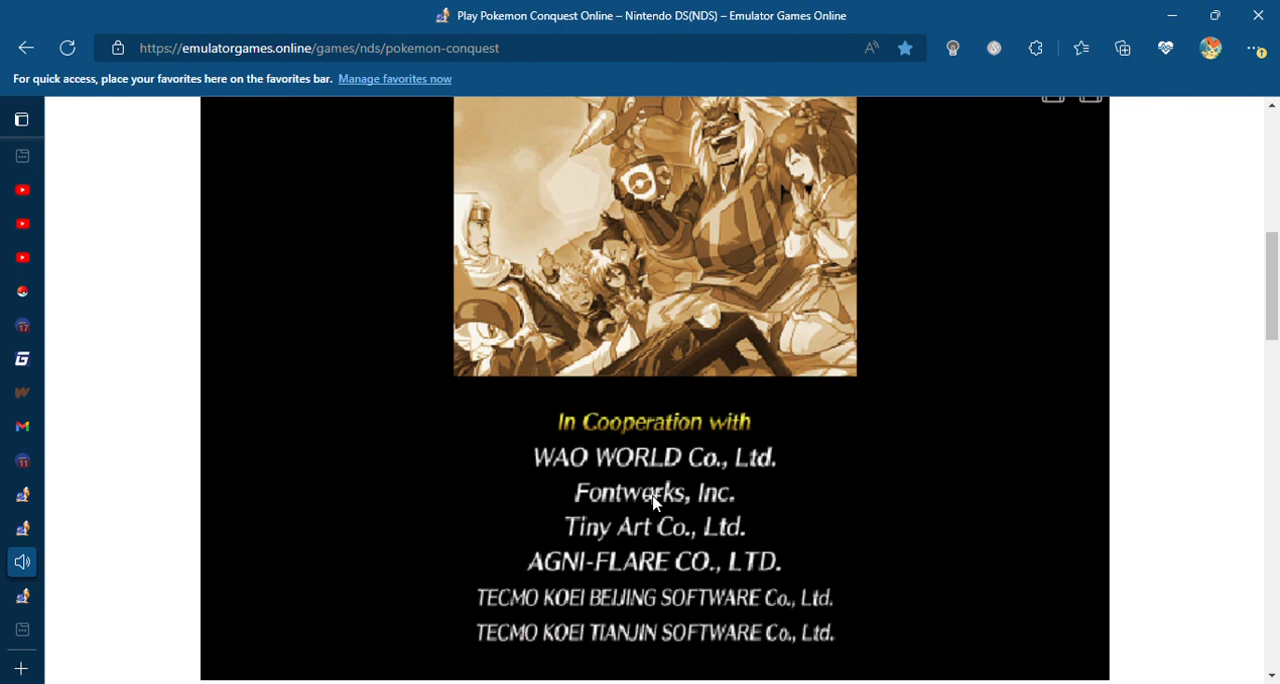 Play Pokemon Conquest Online – Nintendo DS(NDS) – Emulator Games Online
https://emulatorgames.online/games/nds/pokemon-conquest
For quick access, place your favorites here on the favorites bar. Manage favorites now
17
11
In Cooperation with
WAO WORLD Co., Ltd.
Fontworks, Inc.
Tiny Art Co., Ltd.
AGNI-FLARE CO., LTD.
TECMO KOEI BEIJING SOFTWARE Co., Ltd.
TECMO KOEI TIANJIN SOFTWARE Co., Ltd.